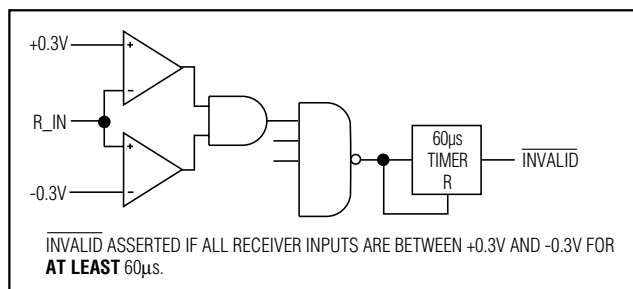 +0.3V
+
-
R_IN
+
-
-0.3V
60μs
TIMER
R
INVALID
INVALID ASSERTED IF ALL RECEIVER INPUTS ARE BETWEEN +0.3V AND -0.3V FOR
AT LEAST 60μs.